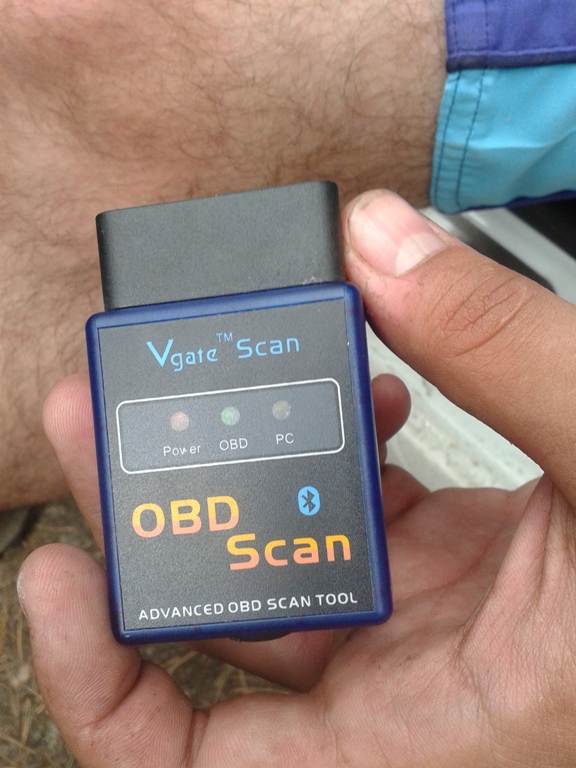 Vgate™ Scan
Power OBD PC
OBD
Scan
ADVANCED OBD SCAN TOOL